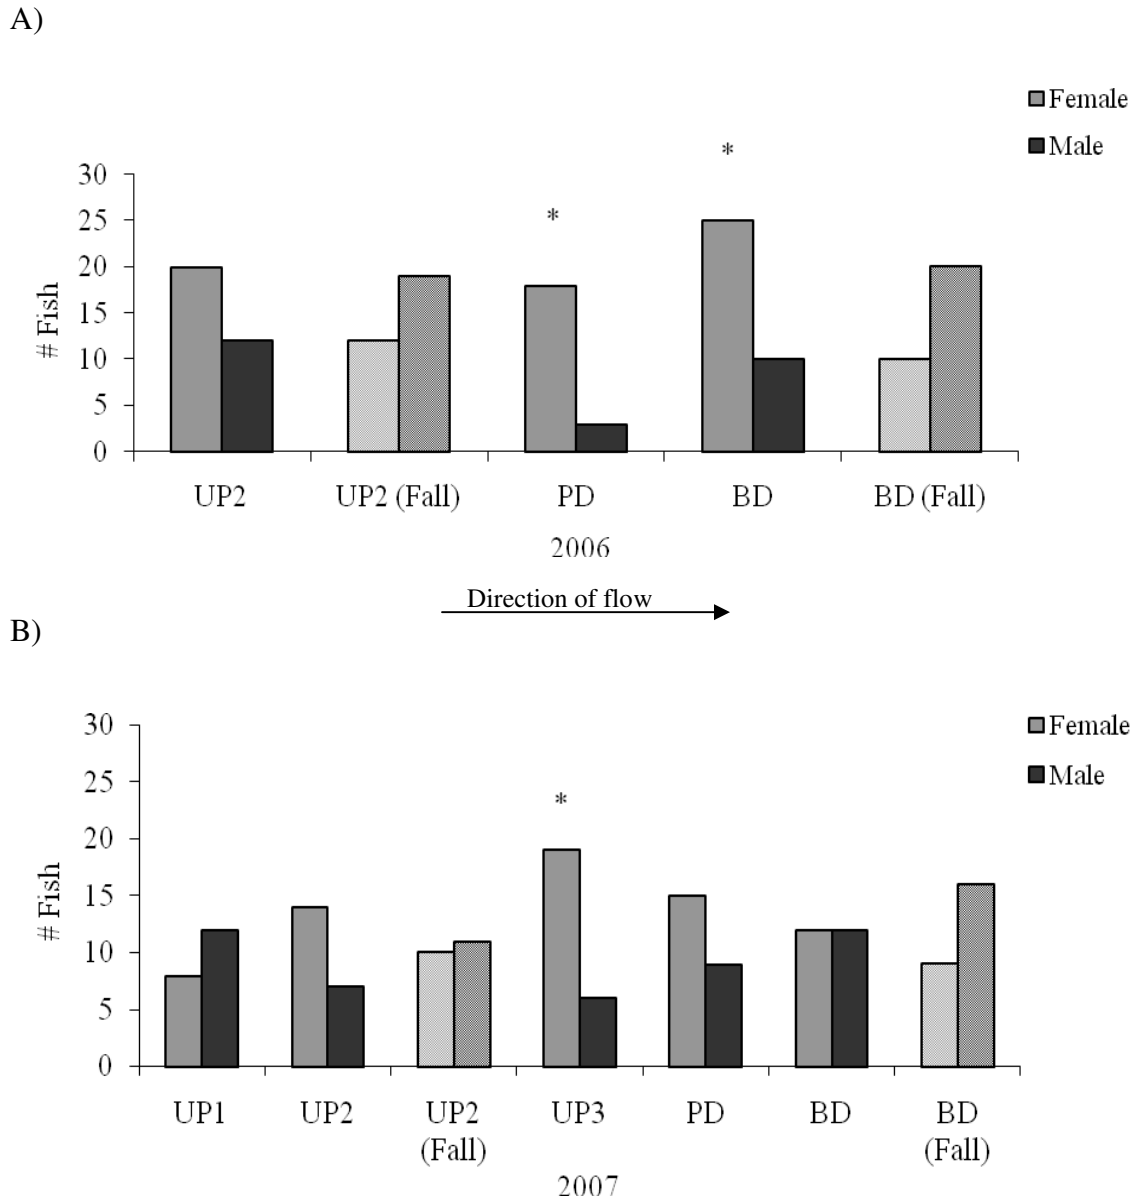 A)
Female
Male
*
*
30
25
20
15
10
5
0
# Fish
UP2 UP2 (Fall) PD BD BD (Fall)
2006
Direction of flow
B)
Female
Male
*
30
25
20
15
10
5
0
# Fish
UP1 UP2 UP2 UP3 PD BD BD
(Fall) (Fall)
2007